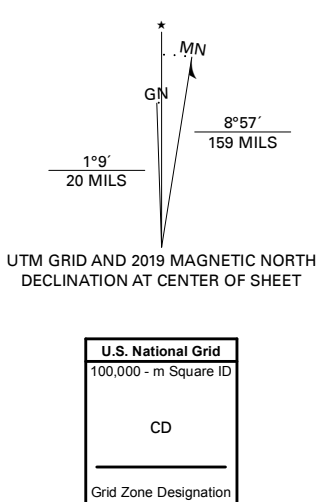 ★
MN
GN
8°57´
159 MILS
1°9´
20 MILS
UTM GRID AND 2019 MAGNETIC NORTH
DECLINATION AT CENTER OF SHEET
U.S. National Grid
100,000 - m Square ID
CD
Grid Zone Designation